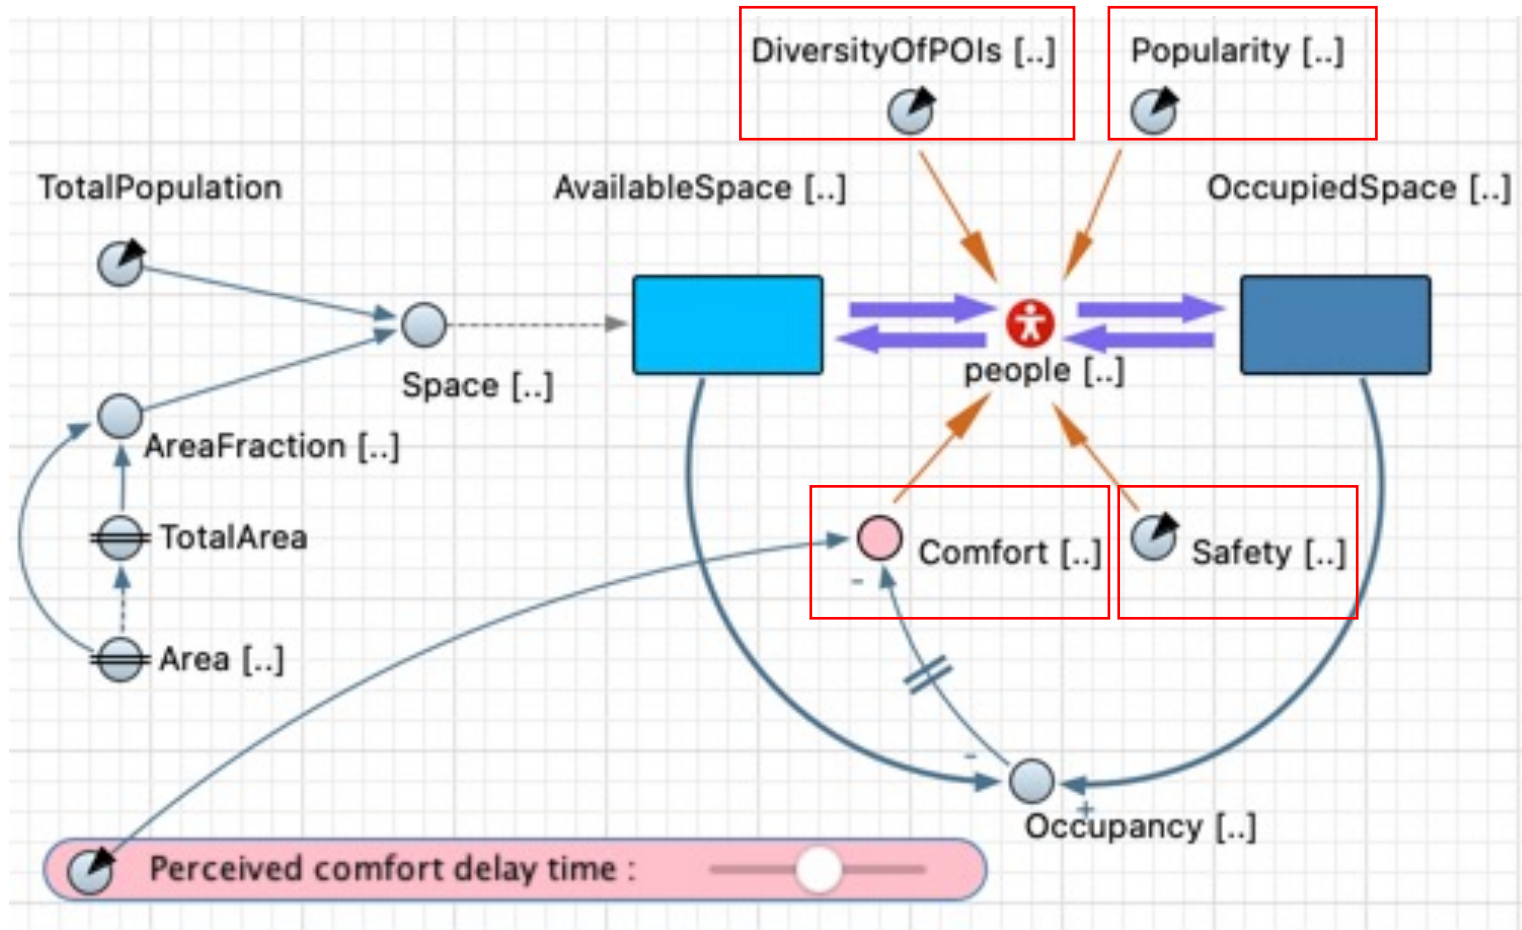 DiversityOfPOIs [..]
Popularity [..]
TotalPopulation
AvailableSpace [..]
OccupiedSpace [..]
Space [..]
people [..]
AreaFraction [..]
TotalArea
Comfort [..]
Safety [..]
-
Area [..]
-
+
Occupancy [..]
Perceived comfort delay time :